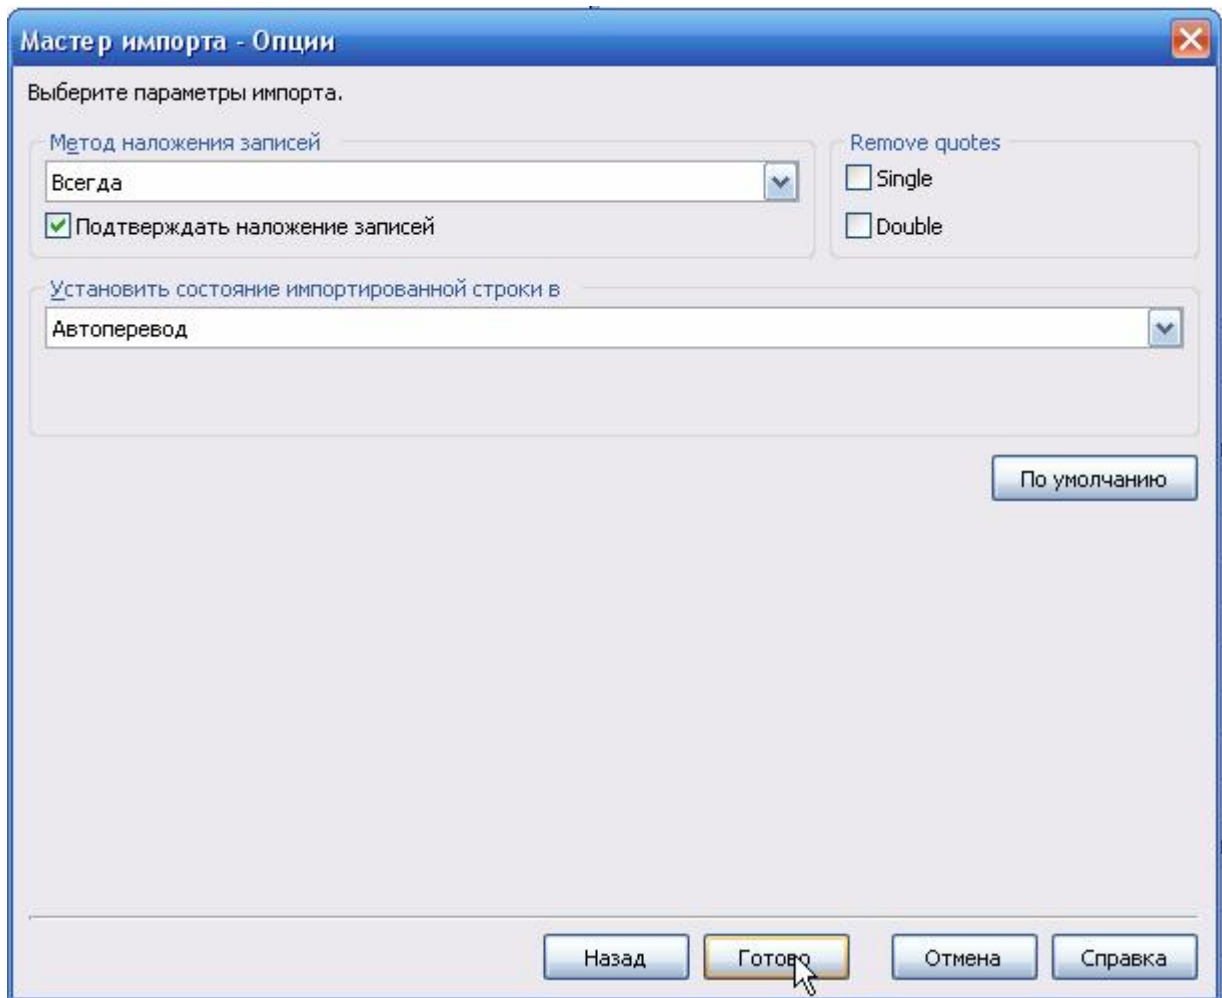 Мастер импорта - Опции
Выберите параметры импорта.
Метод наложения записей
Remove quotes
Всегда
Single
Подтверждать наложение записей
Double
Установить состояние импортированной строки в
Автоперевод
По умолчанию
Назад
Готово
Отмена
Справка